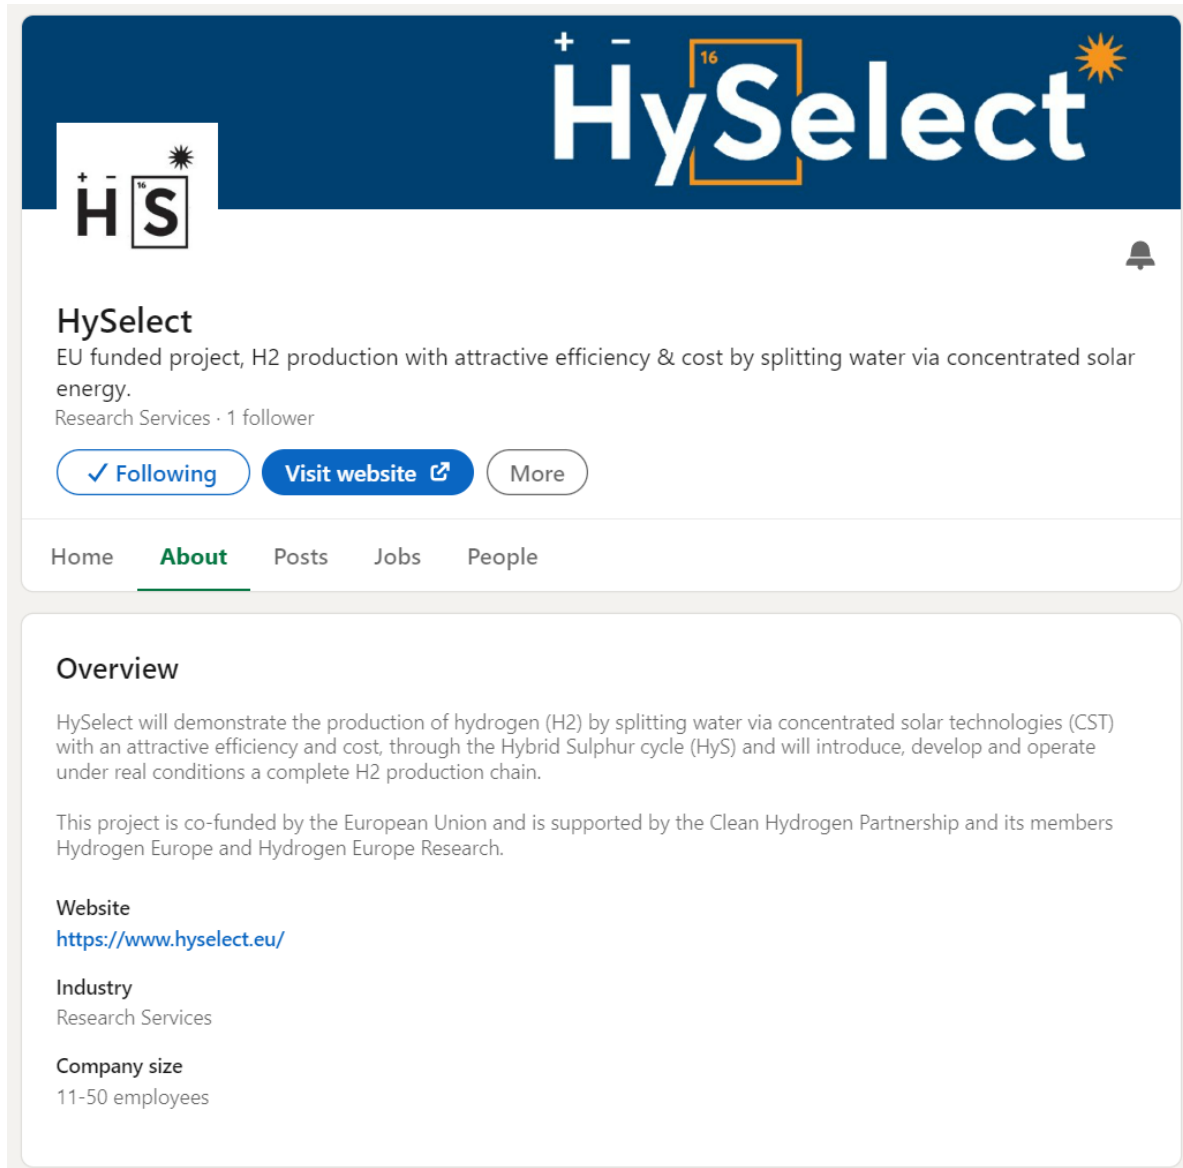 + −
16
HySelect
+ -
16
HS
HySelect
EU funded project, H2 production with attractive efficiency & cost by splitting water via concentrated solar
energy.
Research Services · 1 follower
✓ Following
Visit website
More
Home About Posts Jobs People
Overview
HySelect will demonstrate the production of hydrogen (H2) by splitting water via concentrated solar technologies (CST)
with an attractive efficiency and cost, through the Hybrid Sulphur cycle (HyS) and will introduce, develop and operate
under real conditions a complete H2 production chain.
This project is co-funded by the European Union and is supported by the Clean Hydrogen Partnership and its members
Hydrogen Europe and Hydrogen Europe Research.
Website
https://www.hyselect.eu/
Industry
Research Services
Company size
11-50 employees